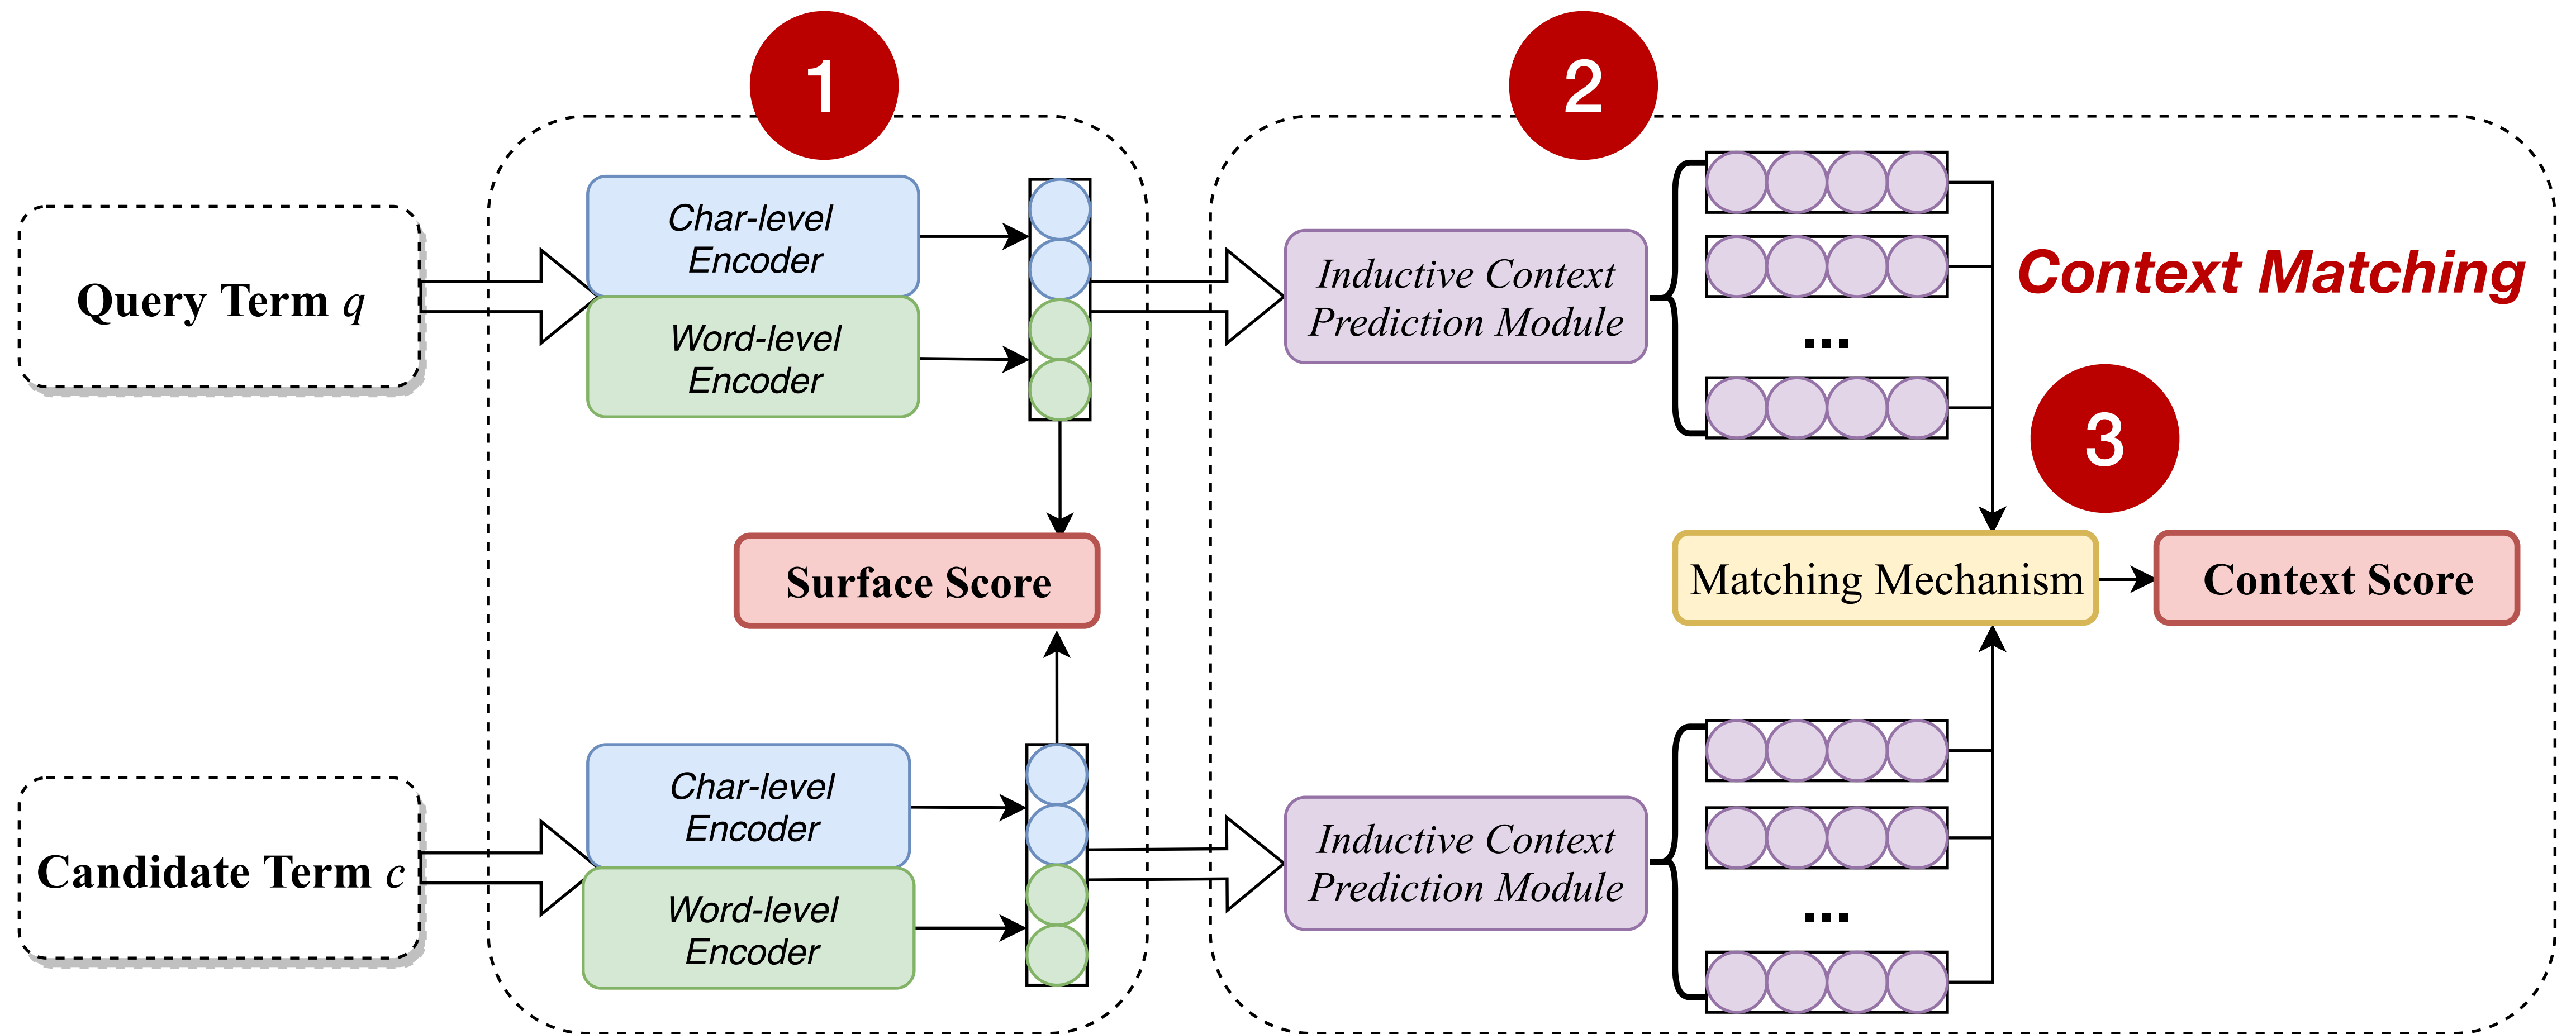 1
2
Char-level
Encoder
Word-level
Encoder
Query Term q
Inductive Context
Prediction Module
...
Context Matching
3
Surface Score
Matching Mechanism
Context Score
Char-level
Encoder
Word-level
Encoder
Candidate Term c
Inductive Context
Prediction Module
...